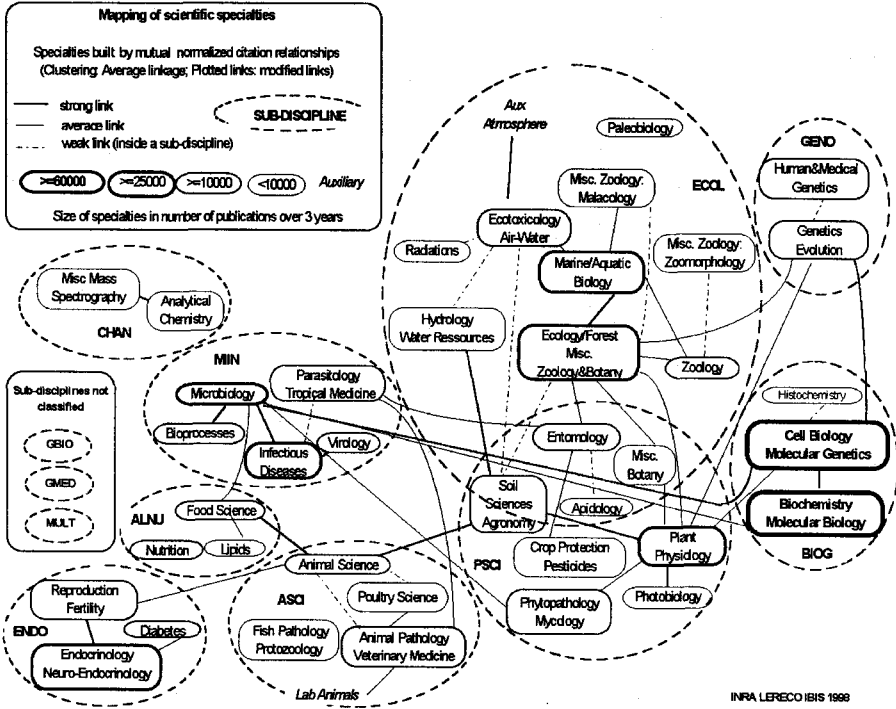 Mapping of scientific specialties
Specialties built by mutual normalized citation relationships
(Clustering: Average linkage; Plotted links: modified links)
strong link
average link
weak link (inside a sub-discipline)
SUB-DISCIPLINE
>=60000
>=25000
>=10000
<10000
Auxiliary
Size of specialties in number of publications over 3 years
Aux
Atmosphere
Paleobiology
ECOL
Misc. Zoology:
Malacology
Ecotoxicology
Air-Water
Radiations
Misc. Zoology:
Zoomorphology
Marine/Aquatic
Biology
Hydrology
Water Ressources
Ecology/Forest
Misc.
Zoology&Botany
Zoology
GENO
Human&Medical
Genetics
Genetics
Evolution
Misc Mass
Spectrography
Analytical
Chemistry
CHAN
MIIN
Parasitology
Tropical Medicine
Microbiology
Bioprocesses
Virology
Infectious
Diseases
Entomology
Misc.
Botany
Apidology
Histochemistry
Cell Biology
Molecular Genetics
Biochemistry
Molecular Biology
BIOG
Sub-disciplines not
classified
GBIO
GMED
MULT
ALNU
Food Science
Nutrition
Lipids
Soil
Sciences
Agronomy
PSCI
Crop Protection
Pesticides
Plant
Physiology
Phytopathology
Mycology
Photobiology
Animal Science
ASCI
Poultry Science
Fish Pathology
Protozoology
Animal Pathology
Veterinary Medicine
Lab Animals
Reproduction
Fertility
ENDO
Diabetes
Endocrinology
Neuro-Endocrinology
INRA LERECO IBIS 1998